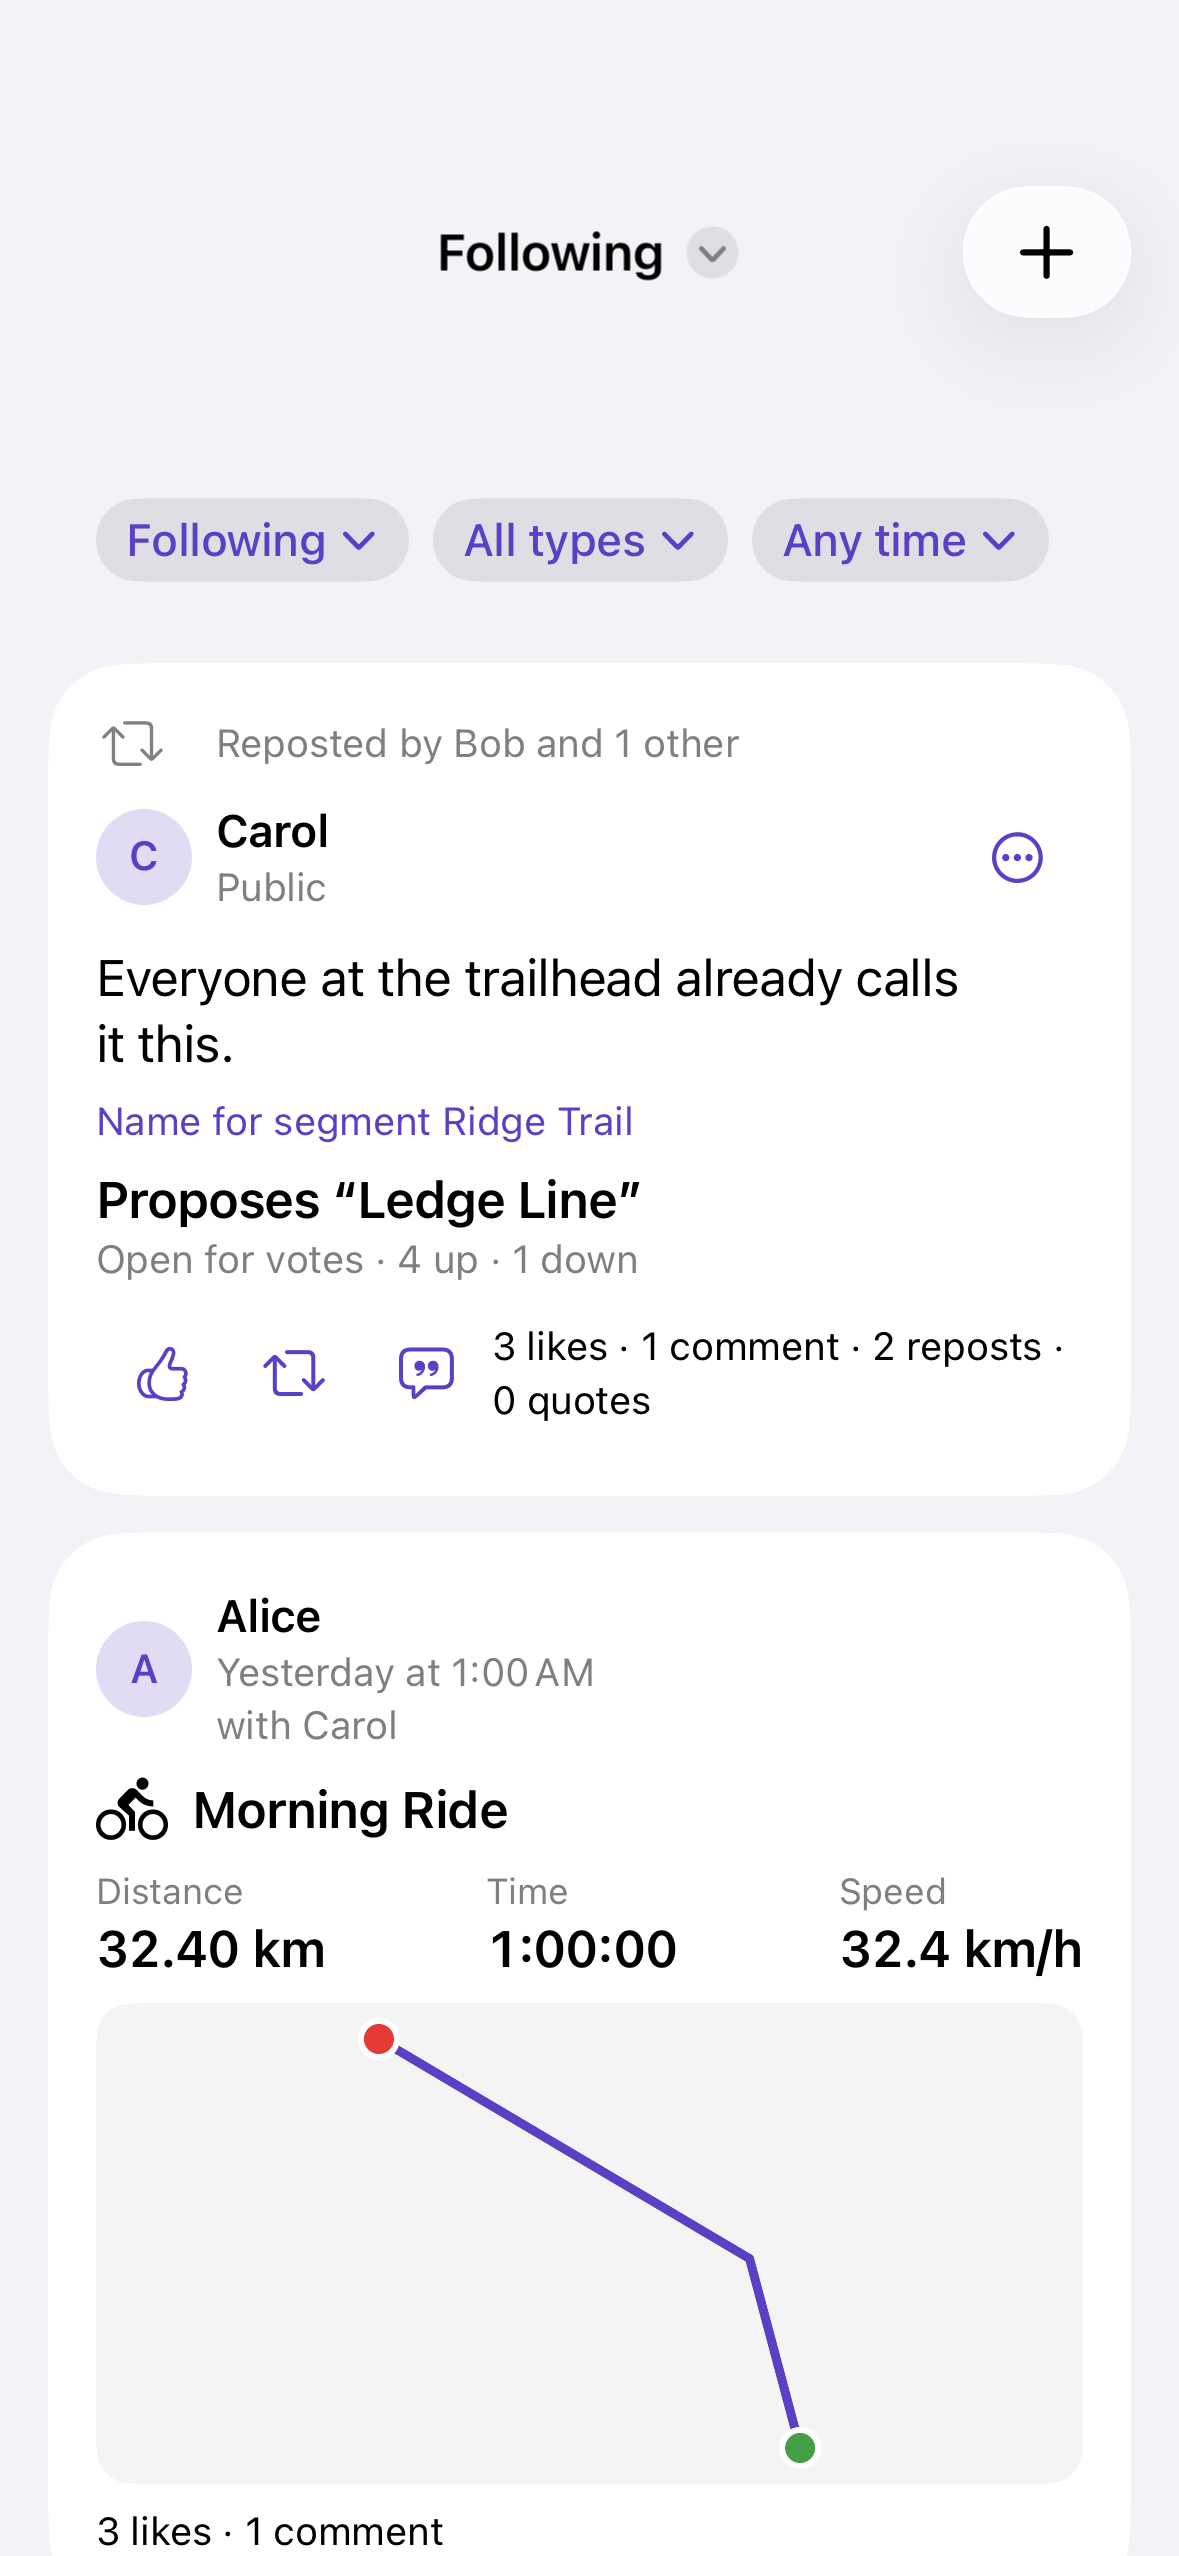 Following
Following
All types
Any time
Reposted by Bob and 1 other
C
Carol
Public
Everyone at the trailhead already calls
it this.
Name for segment Ridge Trail
Proposes “Ledge Line”
Open for votes · 4 up · 1 down
3 likes · 1 comment · 2 reposts ·
0 quotes
A
Alice
Yesterday at 1:00 AM
with Carol
Morning Ride
Distance
Time
Speed
32.40 km
1:00:00
32.4 km/h
3 likes · 1 comment